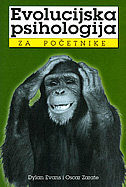 Evolucijska
psihologija
ZA POČETNIKE
Dylan Evans i Oscar Zarate